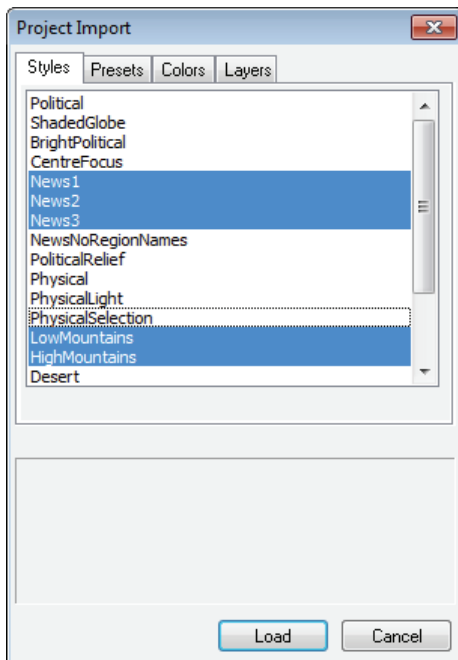 Project Import
Styles Presets Colors Layers
Political
ShadedGlobe
BrightPolitical
CentreFocus
News1
News2
News3
NewsNoRegionNames
PoliticalRelief
Physical
PhysicalLight
PhysicalSelection
LowMountains
HighMountains
Desert
Load Cancel